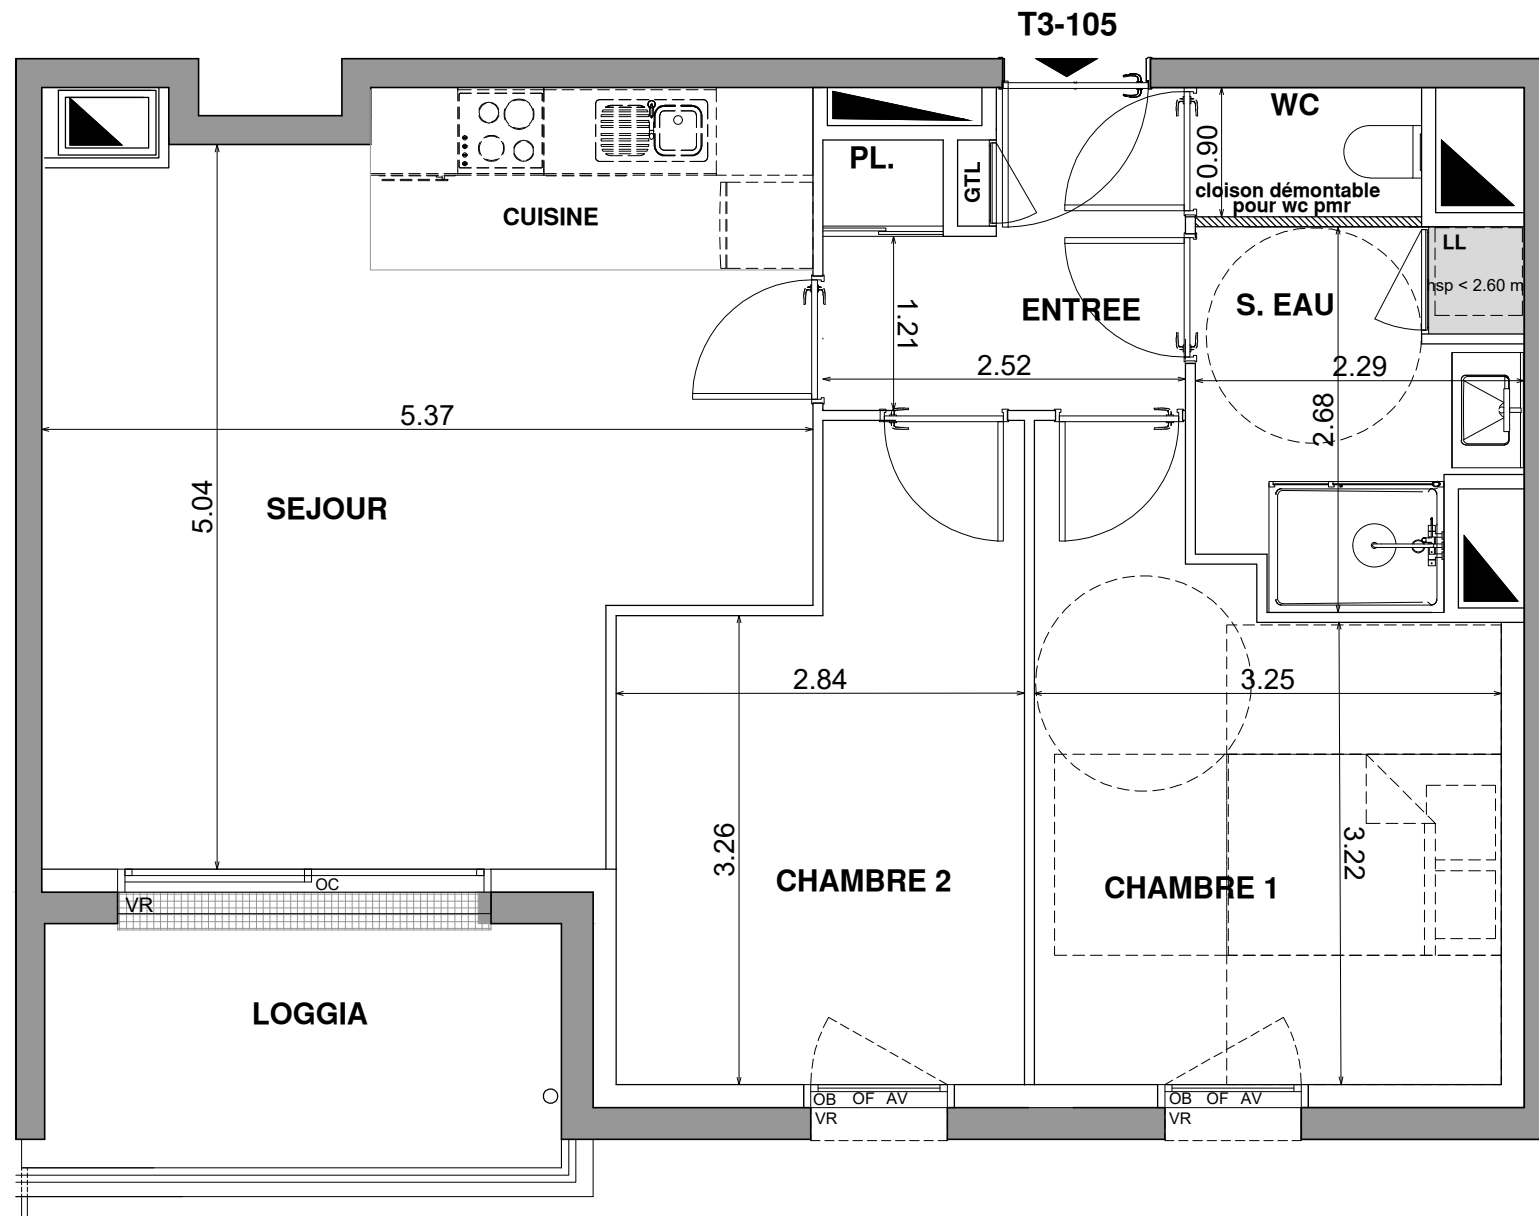 T3-105
WC
PL.
GTL
0.90
cloison démontable
pour wc pmr
CUISINE
LL
hsp < 2.60 m
ENTREE
S. EAU
1.21
2.52
2.29
2.68
5.37
5.04
SEJOUR
2.84
3.25
3.26
3.22
CHAMBRE 2
CHAMBRE 1
OC
VR
LOGGIA
OB OF AV
VR
OB OF AV
VR